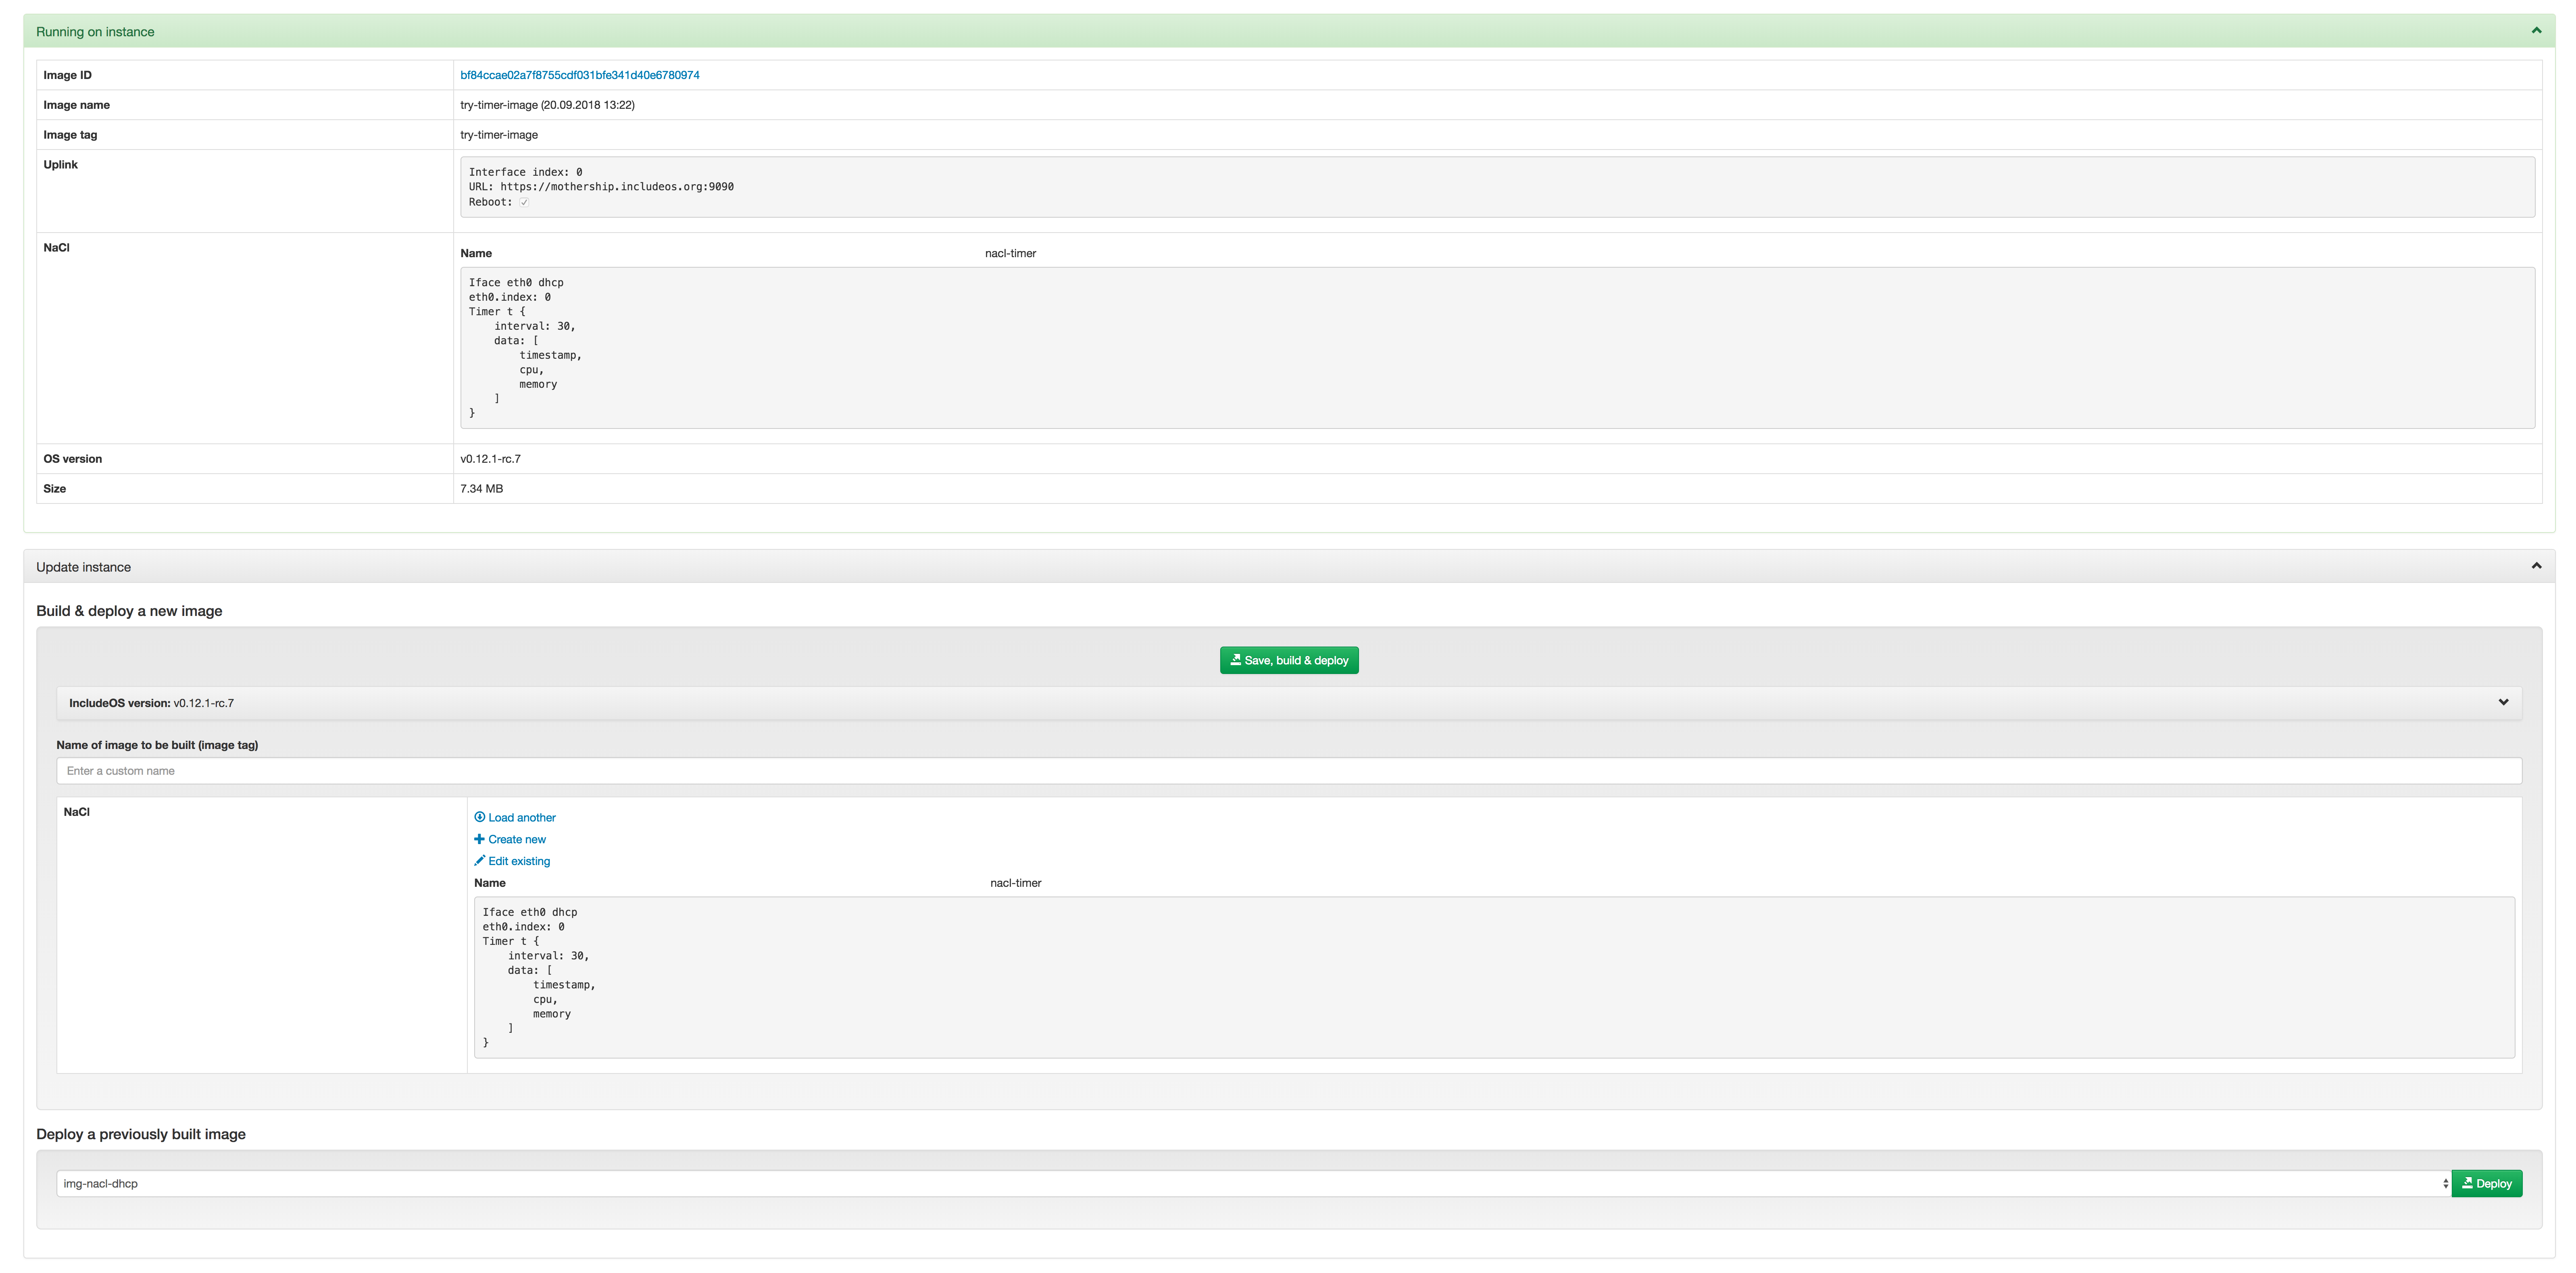 Running on instance
Image ID bf84ccae02a7f8755cdf031bfe341d40e6780974
Image name try-timer-image (20.09.2018 13:22)
Image tag try-timer-image
Uplink
Interface index: 0
URL: https://mothership.includeos.org:9090
Reboot:
NaCl
Name nacl-timer
Iface eth0 dhcp
eth0.index: 0
Timer t {
    interval: 30,
    data: [
        timestamp,
        cpu,
        memory
    ]
}
OS version v0.12.1-rc.7
Size 7.34 MB
Update instance
Build & deploy a new image
Save, build & deploy
IncludeOS version: v0.12.1-rc.7
Name of image to be built (image tag)
Enter a custom name
NaCl
Load another
Create new
Edit existing
Name nacl-timer
Iface eth0 dhcp
eth0.index: 0
Timer t {
    interval: 30,
    data: [
        timestamp,
        cpu,
        memory
    ]
}
Deploy a previously built image
img-nacl-dhcp
Deploy